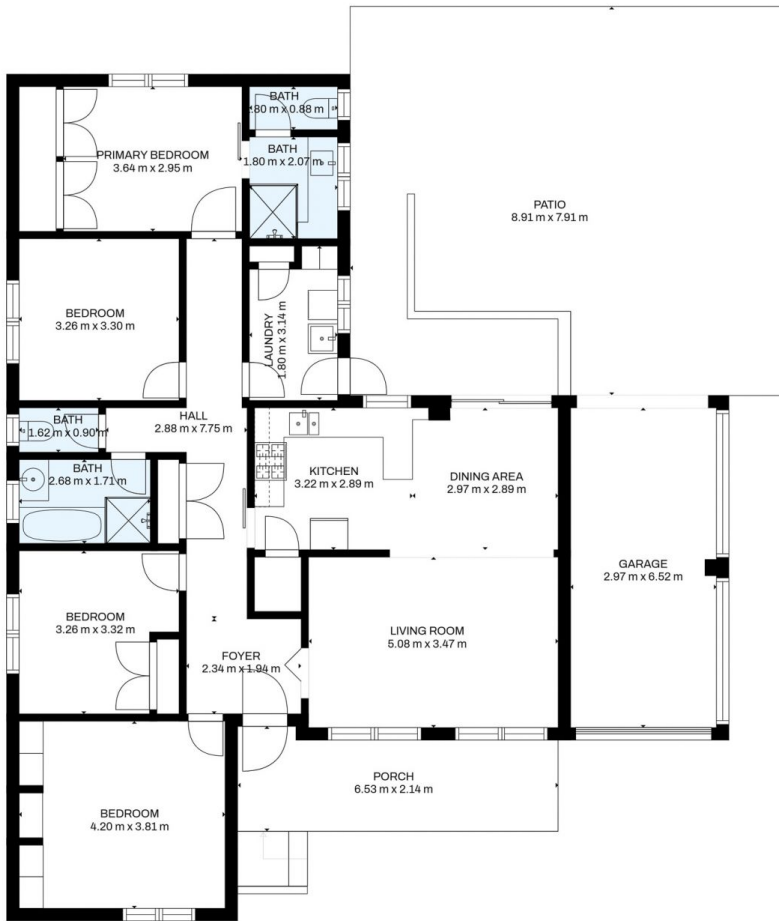 BATH
.80 m x 0.88 m
PRIMARY BEDROOM
3.64 m x 2.95 m
BATH
1.80 m x 2.07 m
PATIO
8.91 m x 7.91 m
BEDROOM
3.26 m x 3.30 m
LAUNDRY
1.80 m x 3.14 m
HALL
2.88 m x 7.75 m
BATH
1.62 m x 0.90 m
BATH
2.68 m x 1.71 m
KITCHEN
3.22 m x 2.89 m
DINING AREA
2.97 m x 2.89 m
GARAGE
2.97 m x 6.52 m
BEDROOM
3.26 m x 3.32 m
LIVING ROOM
5.08 m x 3.47 m
FOYER
2.34 m x 1.94 m
PORCH
6.53 m x 2.14 m
BEDROOM
4.20 m x 3.81 m